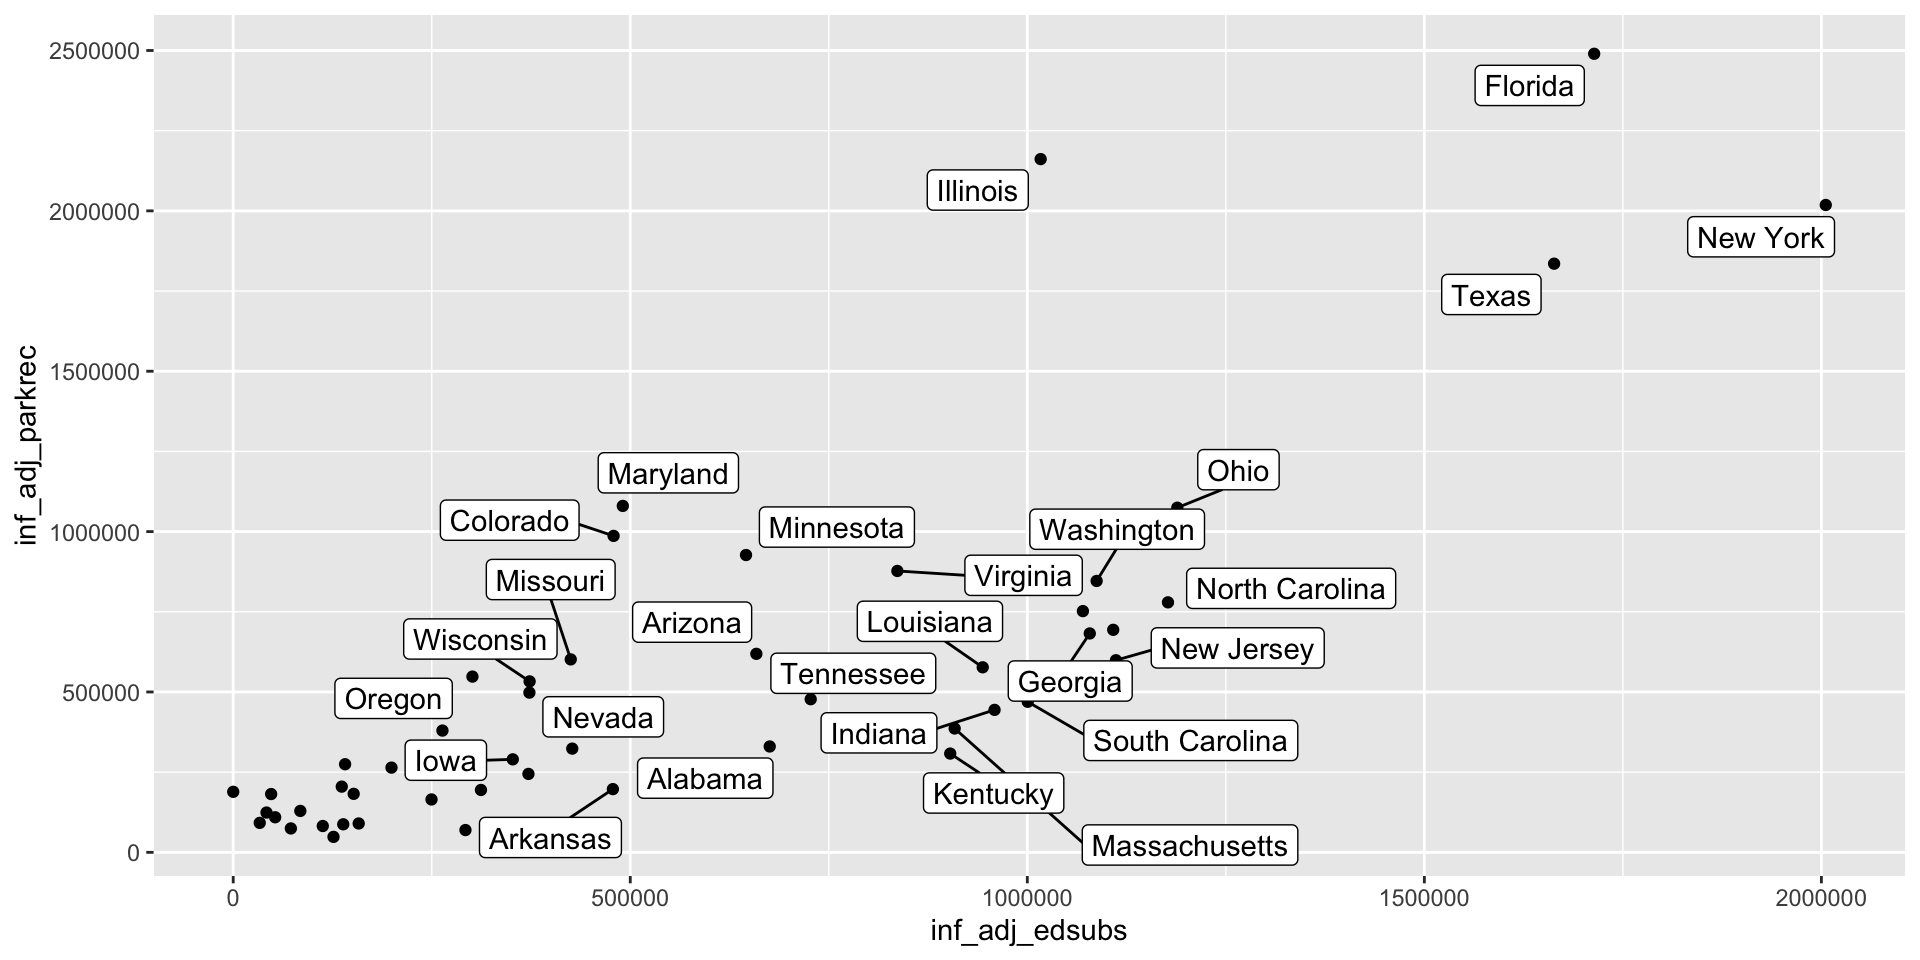 2500000
Florida
Illinois
2000000
New York
Texas
1500000
inf_adj_parkrec
Ohio
Maryland
Colorado
Minnesota
Washington
1000000
Missouri
Virginia
North Carolina
Arizona
Louisiana
Wisconsin
New Jersey
Tennessee
Georgia
500000
Oregon
Nevada
Indiana
South Carolina
Iowa
Alabama
Kentucky
Arkansas
Massachusetts
0
0 500000 1000000 1500000 2000000
inf_adj_edsubs